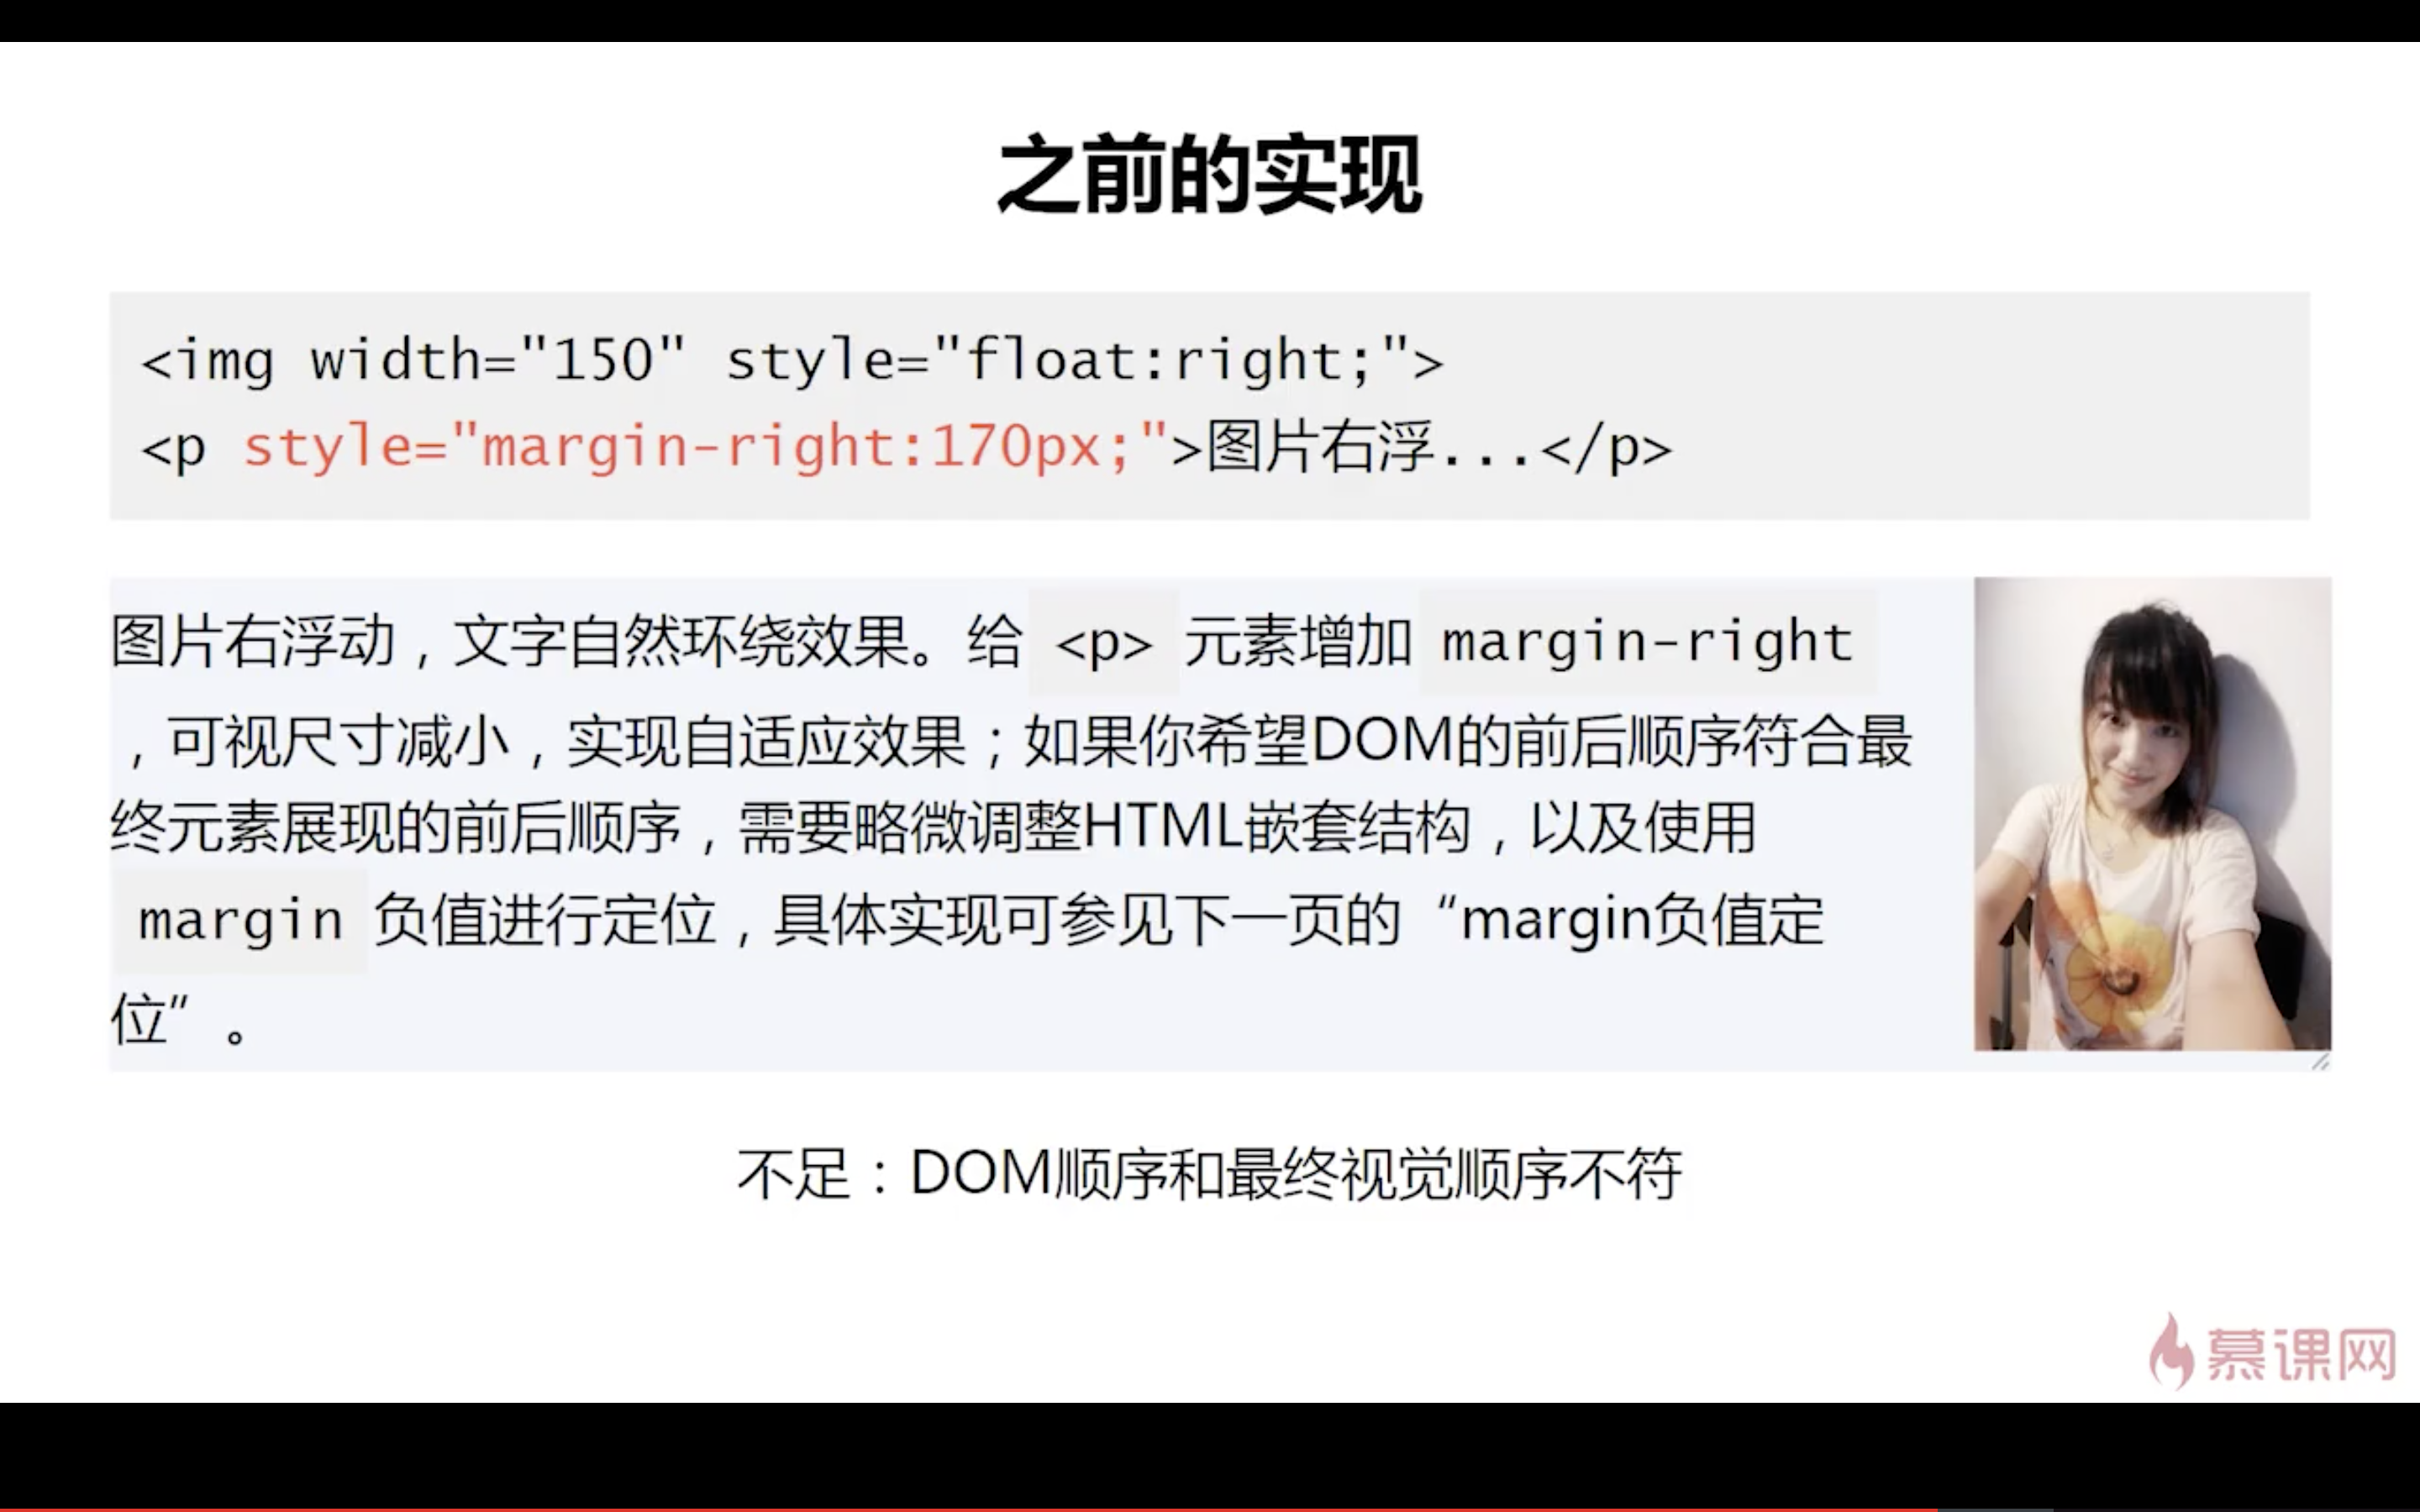 之前的实现
<img width="150" style="float:right;">
<p style="margin-right:170px;">图片右浮...</p>
图片右浮动，文字自然环绕效果。给 <p> 元素增加 margin-right
，可视尺寸减小，实现自适应效果；如果你希望DOM的前后顺序符合最
终元素展现的前后顺序，需要略微调整HTML嵌套结构，以及使用
margin 负值进行定位，具体实现可参见下一页的“margin负值定
位”。
不足：DOM顺序和最终视觉顺序不符
慕课网